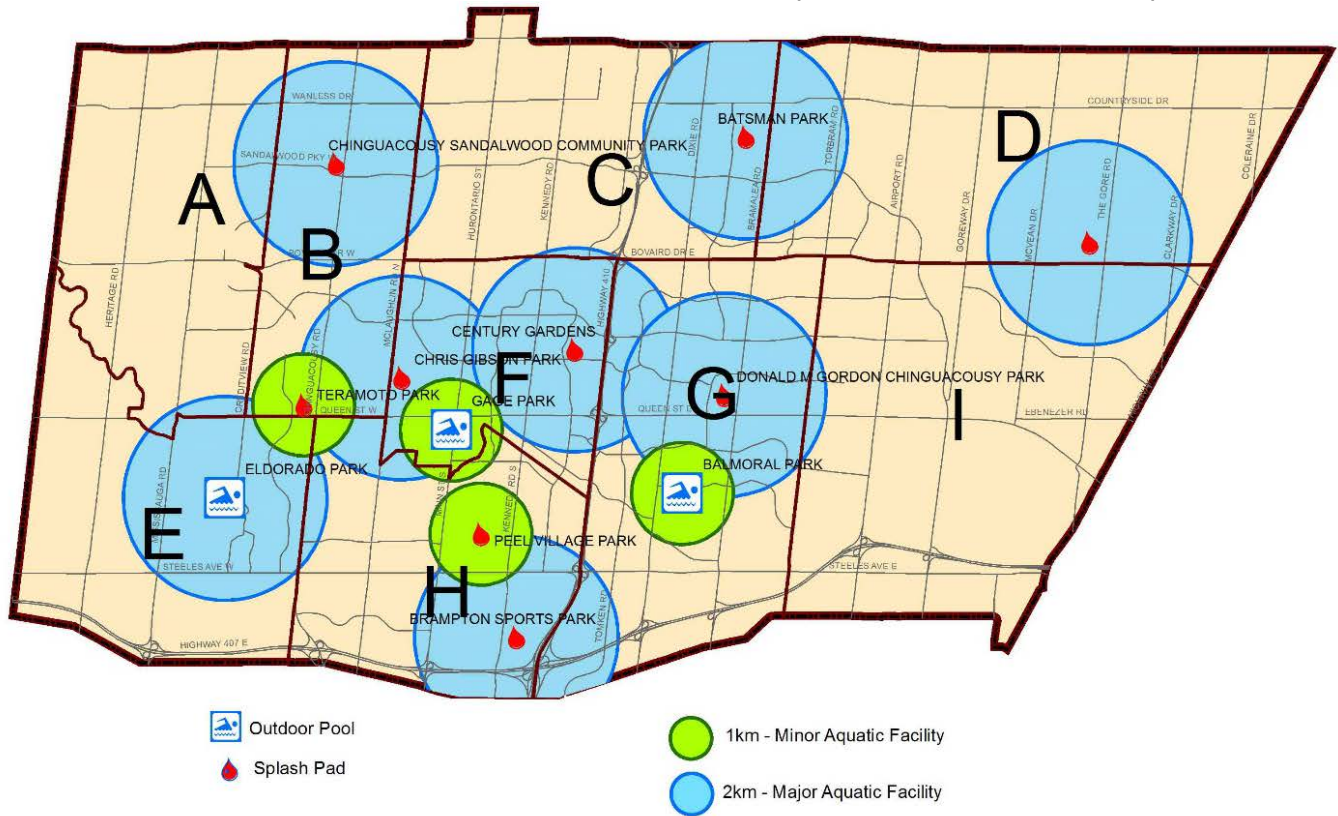 WANLESS DR
COUNTRYSIDE DR
BATSMAN PARK
D
CHINGUACOUSY SANDALWOOD COMMUNITY PARK
SANDALWOOD PKY
DIXIE RD
TORBRAM RD
COLERAINE DR
C
A
HURONTARIO ST
KENNEDY RD
BRAMALEA RD
AIRPORT RD
GOREWAY DR
MCVEAN DR
THE GORE RD
CLARKWAY DR
B
BOVAIRD DR E
HERITAGE RD
MCLAUGHLIN RD N
HIGHWAY 410
CENTURY GARDENS
CHRIS GIBSON PARK
F
DONALD M GORDON CHINGUACOUSY PARK
G
TERAMOTO PARK
GAGE PARK
QUEEN ST W
QUEEN ST
I
EBENEZER RD
ELDORADO PARK
BALMORAL PARK
E
MAIN ST S
KENNEDY RD S
PEEL VILLAGE PARK
STEELES AVE W
STEELES AVE E
H
BRAMPTON SPORTS PARK
TOMKEN RD
HIGHWAY 407 E
Outdoor Pool
Splash Pad
1km - Minor Aquatic Facility
2km - Major Aquatic Facility